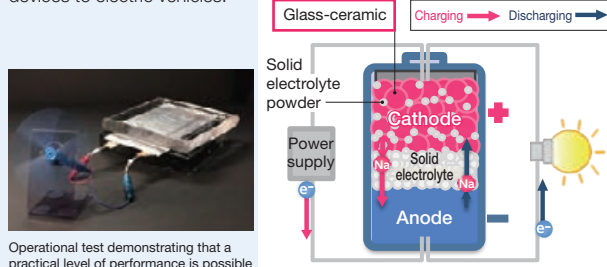 devices to electric vehicles.
Operational test demonstrating that a
practical level of performance is possible
Glass-ceramic
Charging
Discharging
Solid
electrolyte
powder
Cathode
Power
supply
Solid
electrolyte
Na
Na
e-
e-
Anode